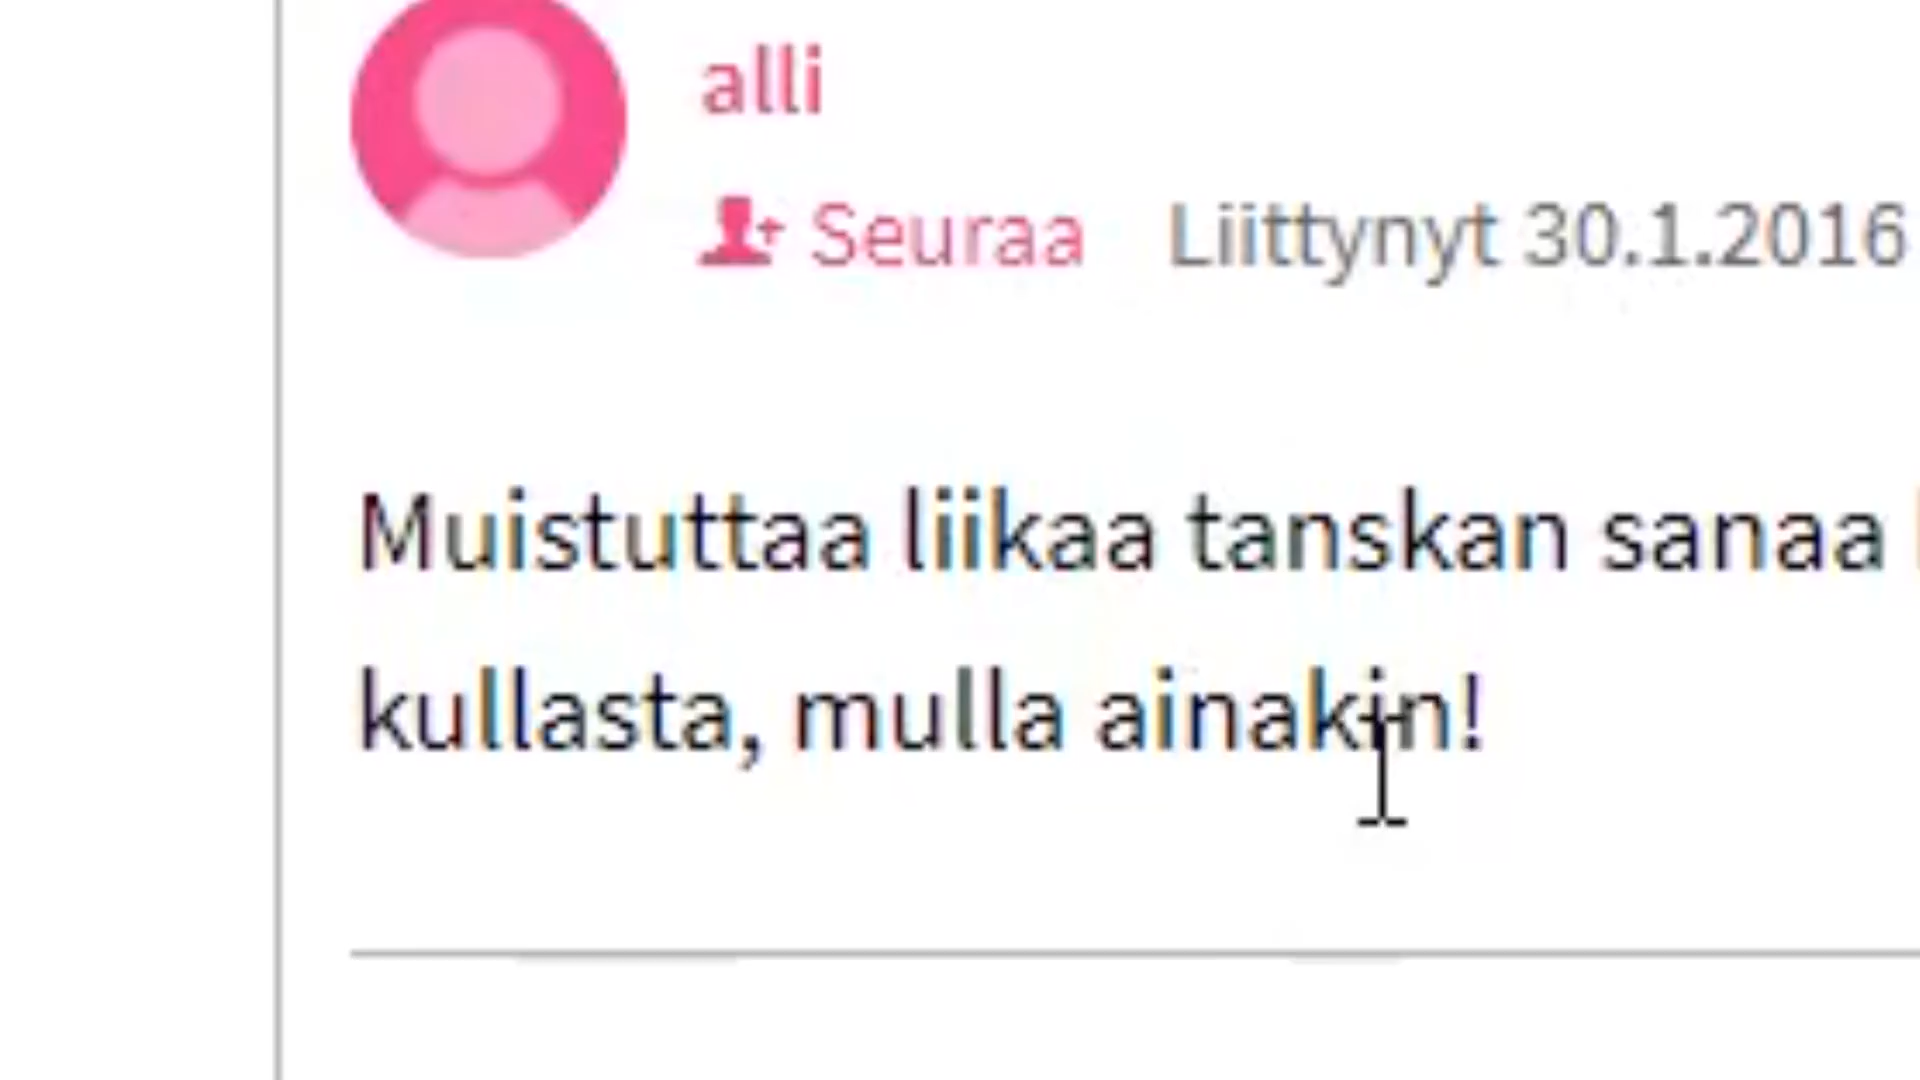 alli
Seuraa Liittynyt 30.1.2016
Muistuttaa liikaa tanskan sanaa
kullasta, mulla ainakin!